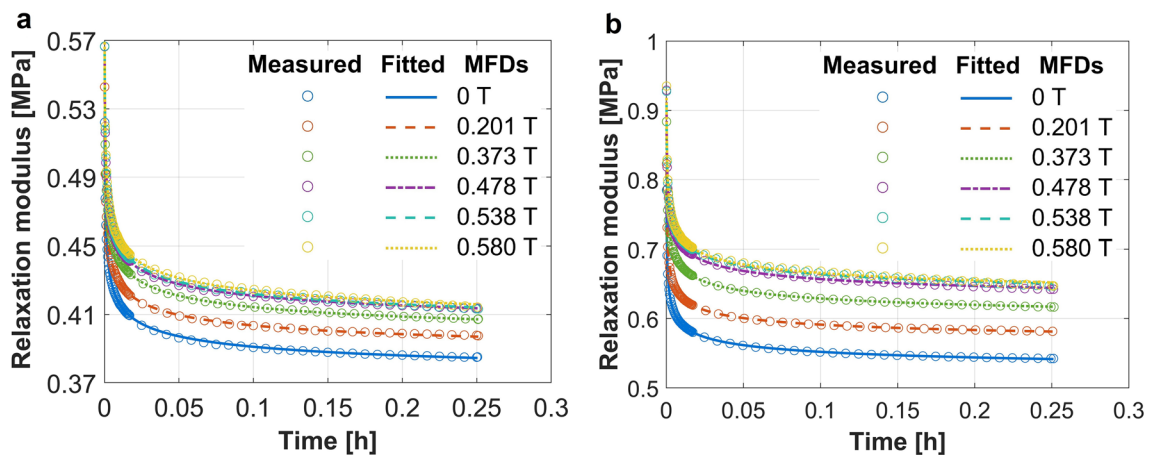 a
0.57
0.53
0.49
0.45
0.41
0.37
Relaxation modulus [MPa]
Measured Fitted MFDs
0 T
0.201 T
0.373 T
0.478 T
0.538 T
0.580 T
0 0.05 0.1 0.15 0.2 0.25 0.3
Time [h]
b
1
0.9
0.8
0.7
0.6
0.5
Relaxation modulus [MPa]
Measured Fitted MFDs
0 T
0.201 T
0.373 T
0.478 T
0.538 T
0.580 T
0 0.05 0.1 0.15 0.2 0.25 0.3
Time [h]